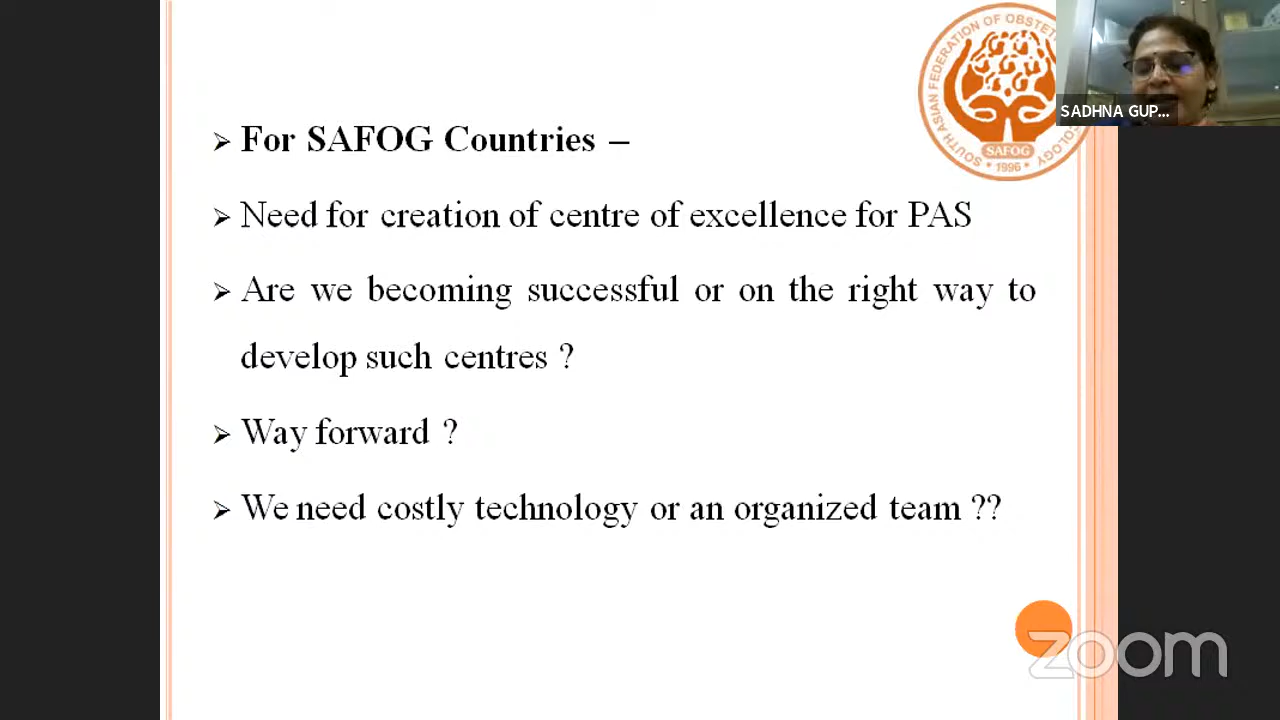 SOUTH ASIAN FEDERATION OF OBSTET
OLOGY
SAFOG
* 1996 *
SADHNA GUP...
➢ For SAFOG Countries –
➢ Need for creation of centre of excellence for PAS
➢ Are we becoming successful or on the right way to
develop such centres ?
➢ Way forward ?
➢ We need costly technology or an organized team ??
zoom